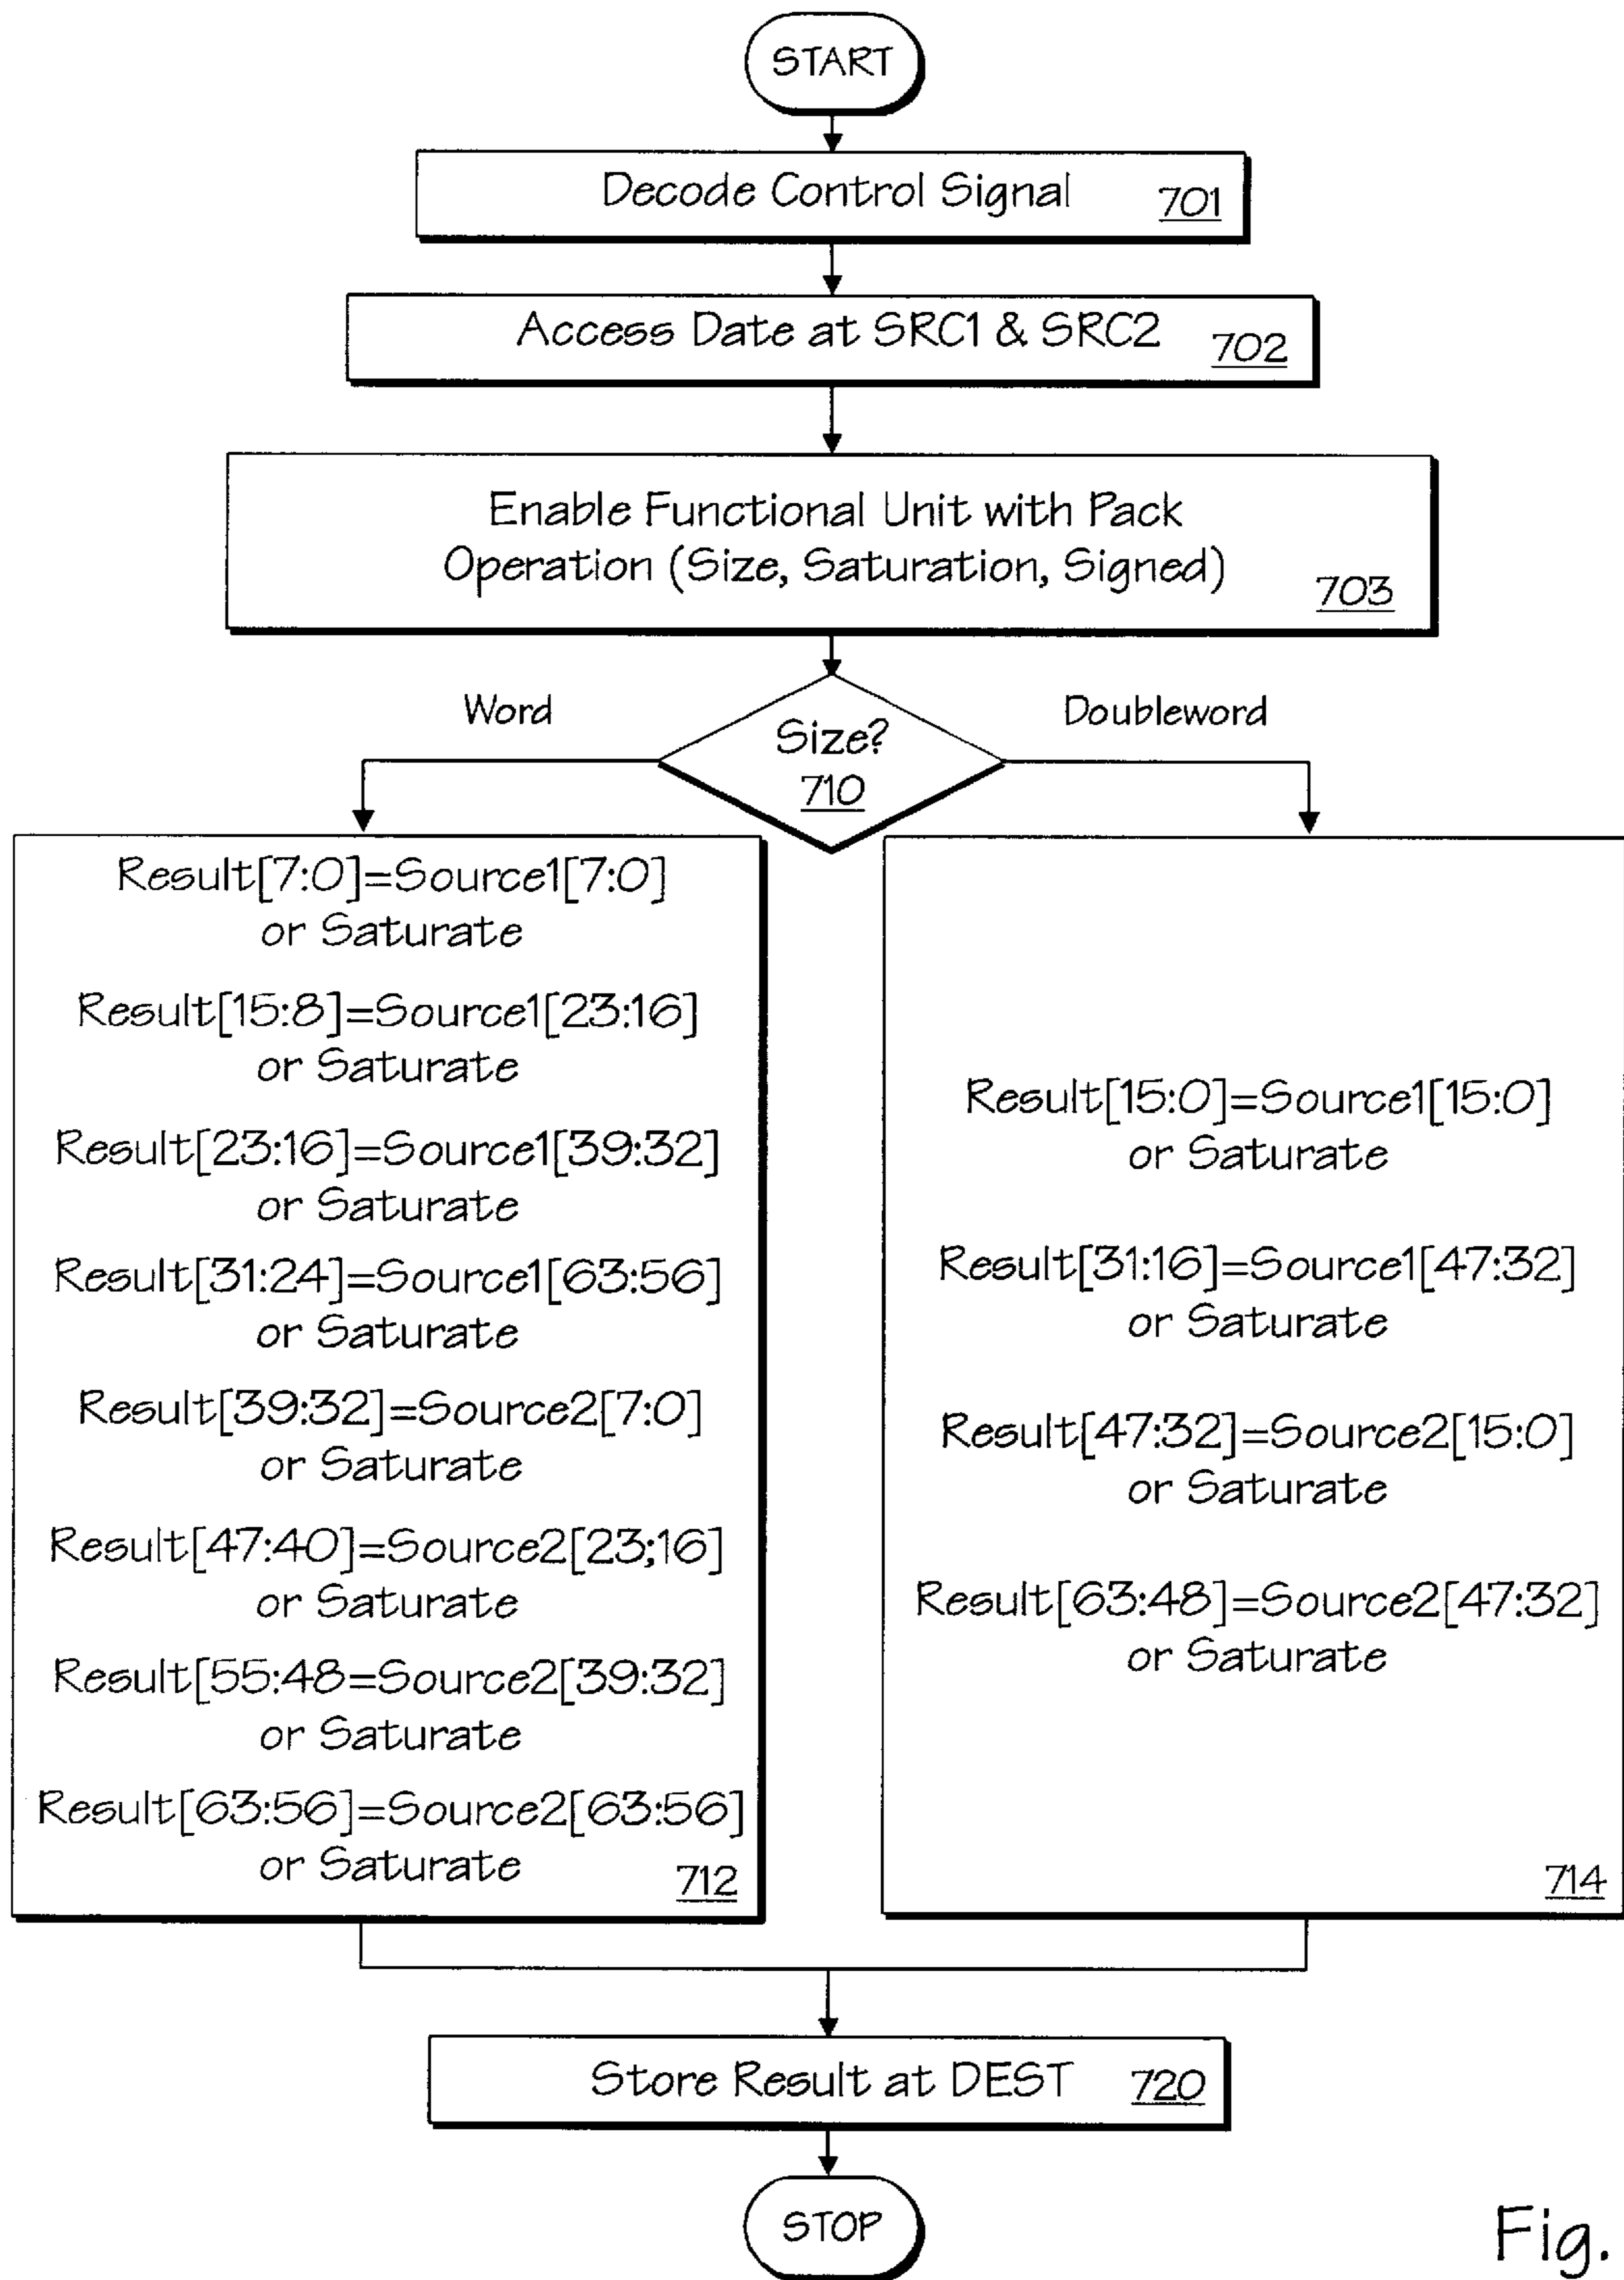 START
Decode Control Signal 701
Access Date at SRC1 & SRC2 702
Enable Functional Unit with Pack
Operation (Size, Saturation, Signed)
703
Word
Size?
710
Doubleword
Result[7:0]=Source1[7:0]
or Saturate
Result[15:8]=Source1[23:16]
or Saturate
Result[23:16]=Source1[39:32]
or Saturate
Result[31:24]=Source1[63:56]
or Saturate
Result[39:32]=Source2[7:0]
or Saturate
Result[47:40]=Source2[23;16]
or Saturate
Result[55:48=Source2[39:32]
or Saturate
Result[63:56]=Source2[63:56]
or Saturate
712
Result[15:0]=Source1[15:0]
or Saturate
Result[31:16]=Source1[47:32]
or Saturate
Result[47:32]=Source2[15:0]
or Saturate
Result[63:48]=Source2[47:32]
or Saturate
714
Store Result at DEST 720
STOP
Fig.